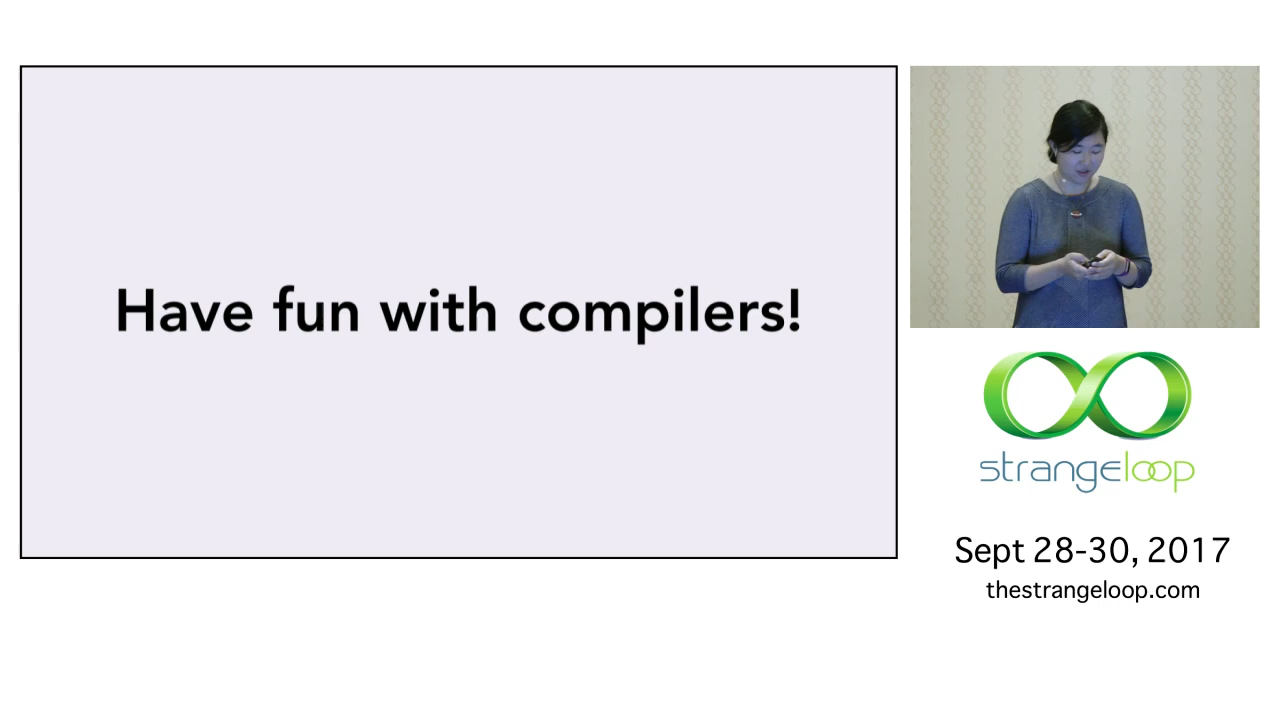 Have fun with compilers!
strangeloop
Sept 28-30, 2017
thestrangeloop.com